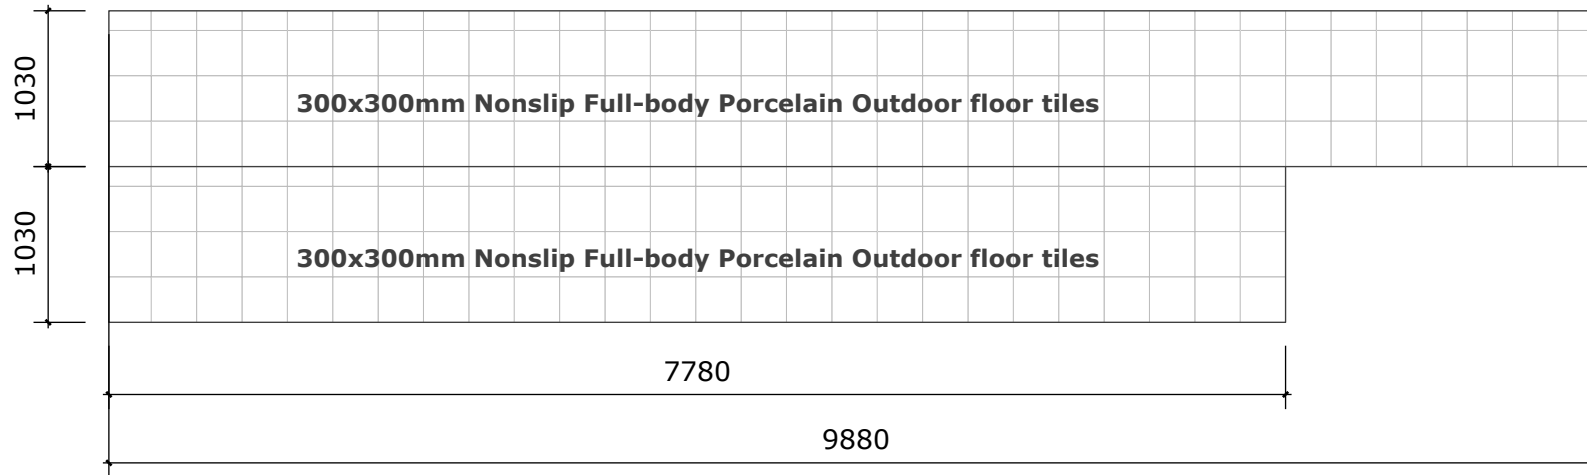 1030
300x300mm Nonslip Full-body Porcelain Outdoor floor tiles
1030
300x300mm Nonslip Full-body Porcelain Outdoor floor tiles
7780
9880